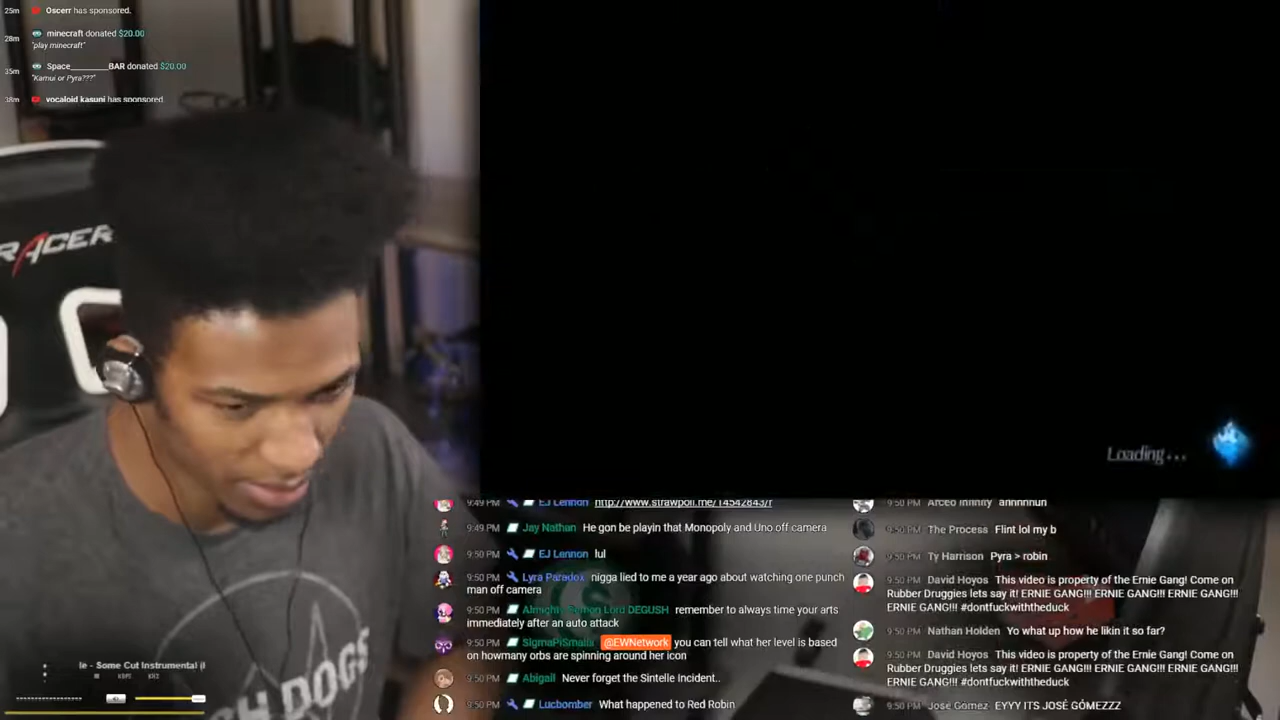 25m Oscerr has sponsored.
28m minecraft donated $20.00
"play minecraft"
35m Space________BAR donated $20.00
"Kamui or Pyra???"
38m vocaloid kasuni has sponsored
RACER
Loading...
9:49 PM EJ Lennon http://www.strawpoll.me/14542843/r
9:49 PM Jay Nathan He gon be playin that Monopoly and Uno off camera
9:50 PM EJ Lennon lul
9:50 PM Lyra Paradox nigga lied to me a year ago about watching one punch
man off camera
9:50 PM Almighty Demon Lord DEGUSH remember to always time your arts
immediately after an auto attack
9:50 PM SigmaPiSmalls @EWNetwork you can tell what her level is based
on howmany orbs are spinning around her icon
9:50 PM Abigail Never forget the Sintelle Incident..
9:50 PM Lucbomber What happened to Red Robin
9:50 PM Arceo Infinity ahnnnnun
9:50 PM The Process Flint lol my b
9:50 PM Ty Harrison Pyra > robin
9:50 PM David Hoyos This video is property of the Ernie Gang! Come on
Rubber Druggies lets say it! ERNIE GANG!!! ERNIE GANG!!!
ERNIE GANG!!! #dontfuckwiththeduck
9:50 PM Nathan Holden Yo what up how he likin it so far?
9:50 PM David Hoyos This video is property of the Ernie Gang! Come on
Rubber Druggies lets say it! ERNIE GANG!!! ERNIE GANG!!!
ERNIE GANG!!! #dontfuckwiththeduck
9:50 PM José Gómez EYYY ITS JOSÉ GÓMEZZZZ
le - Some Cut Instrumental (I
DOGS